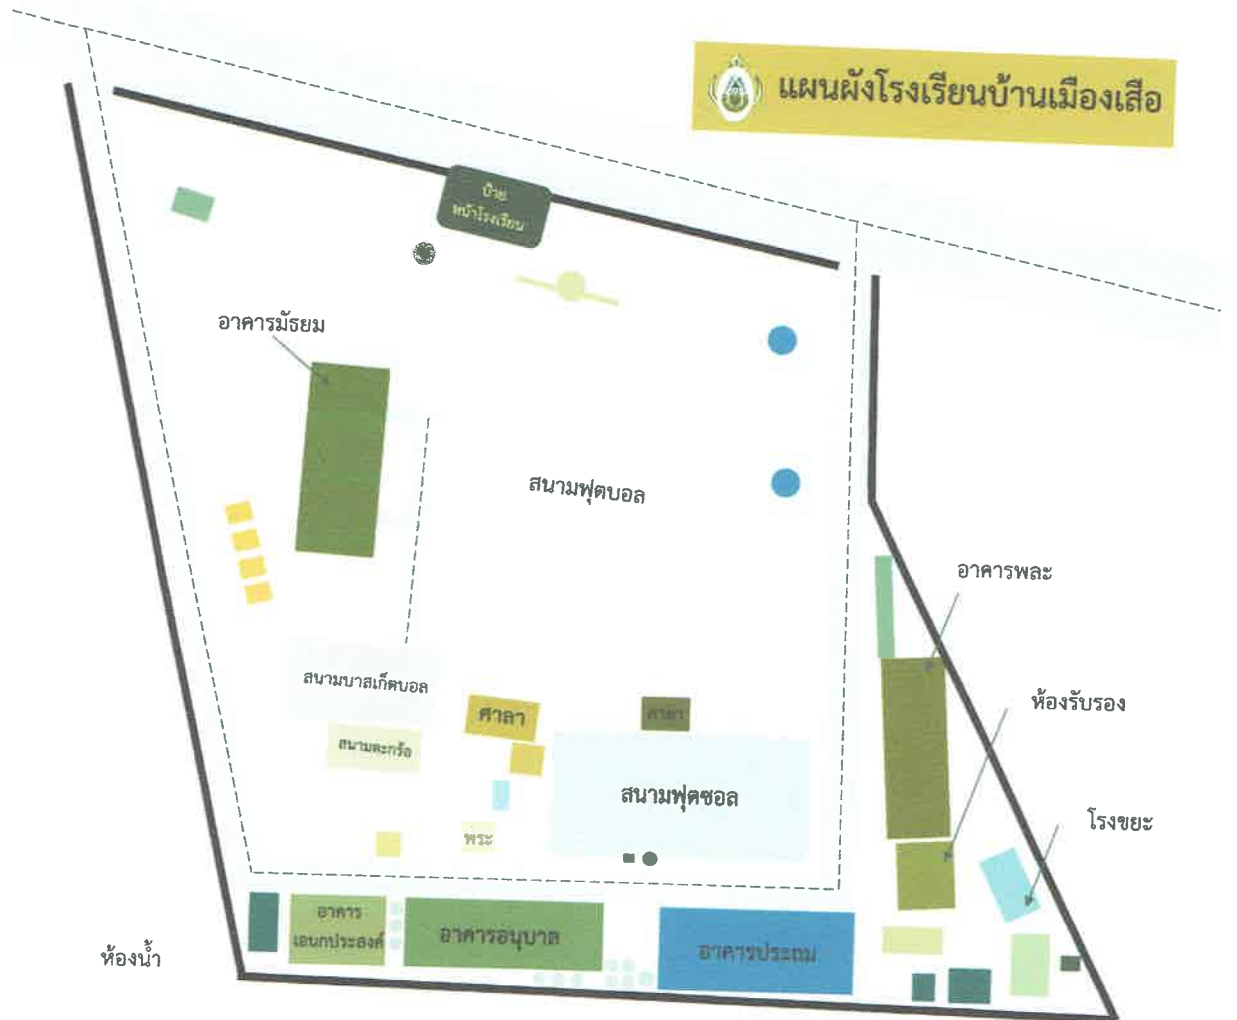 แผนผังโรงเรียนบ้านเมืองเสือ
ป้าย
หน้าโรงเรียน
อาคารมัธยม
สนามฟุตบอล
อาคารพละ
สนามบาสเก็ตบอล
ห้องรับรอง
ศาลา
ศาลา
สนามตะกร้อ
สนามฟุตซอล
โรงขยะ
พระ
อาคาร
เอนกประสงค์
อาคารอนุบาล
อาคารประถม
ห้องน้ำ